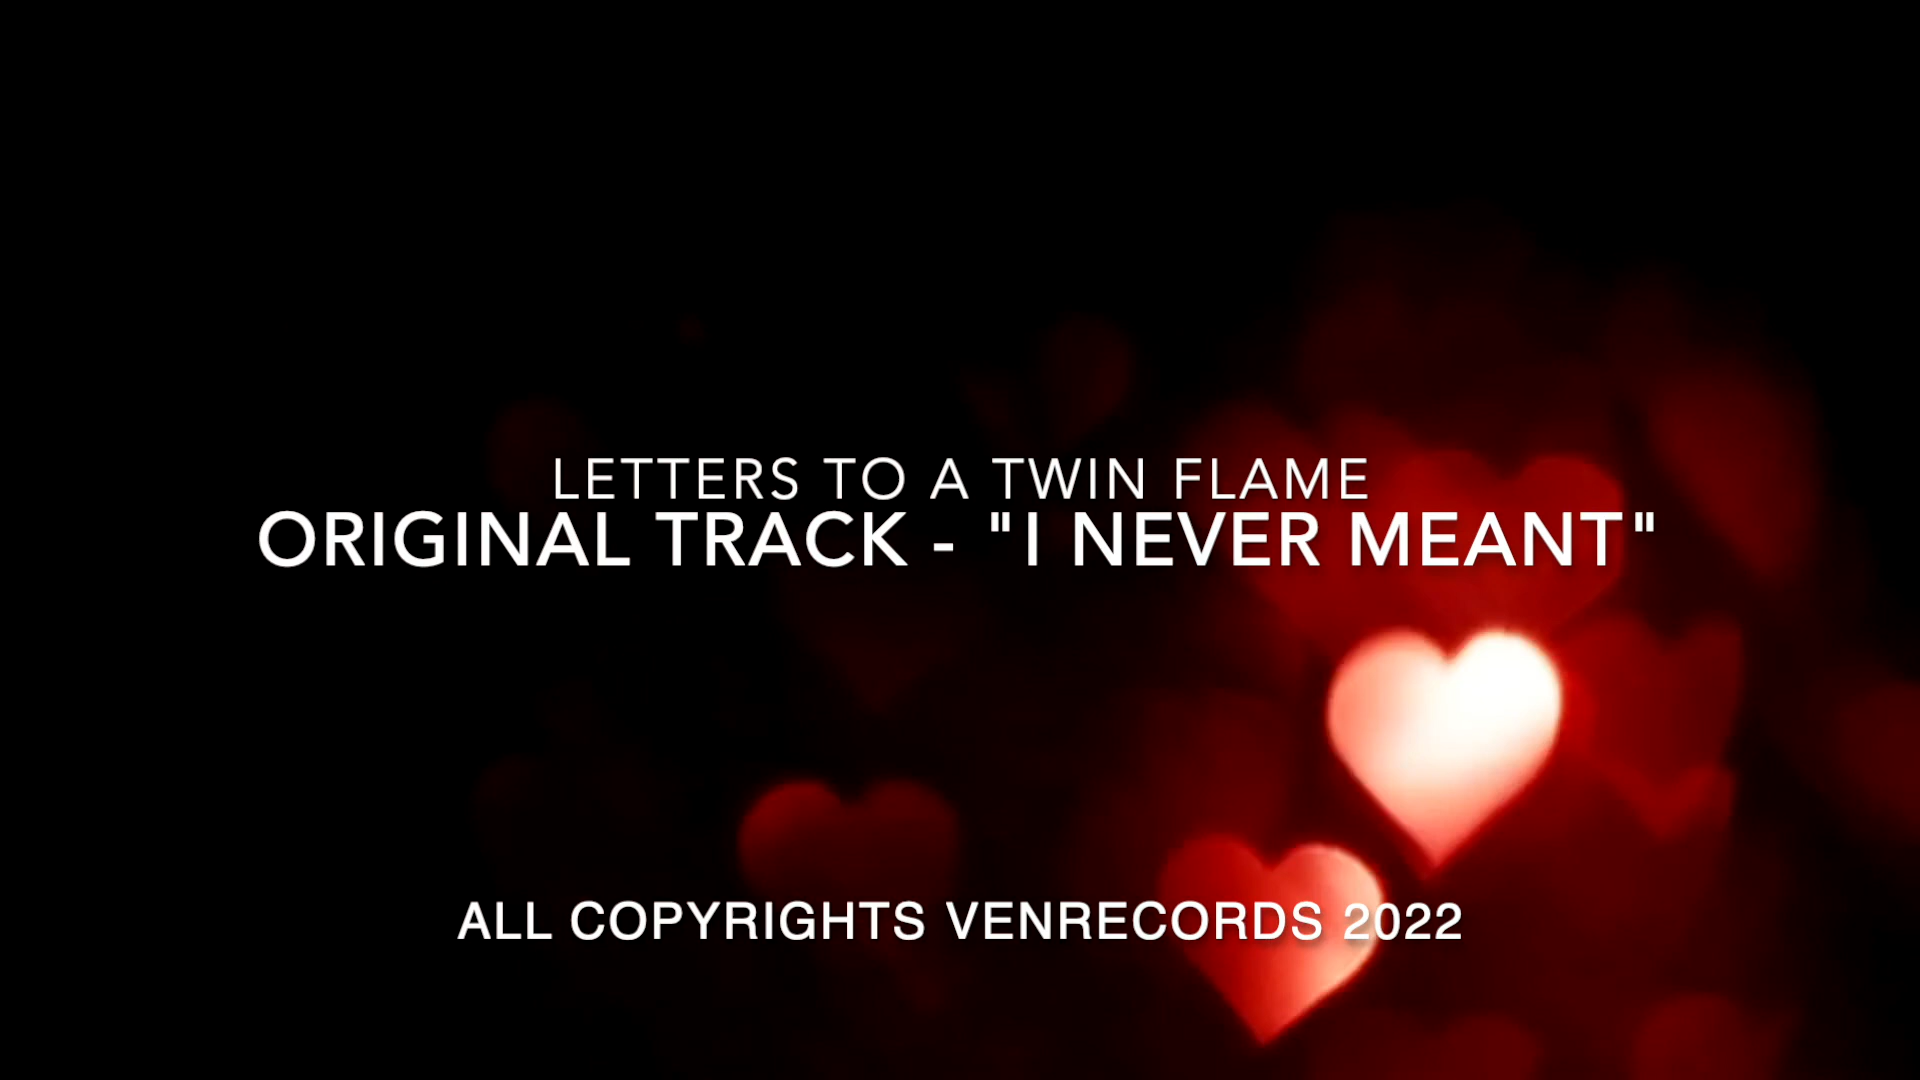 LETTERS TO A TWIN FLAME
ORIGINAL TRACK - "I NEVER MEANT"
ALL COPYRIGHTS VENRECORDS 2022